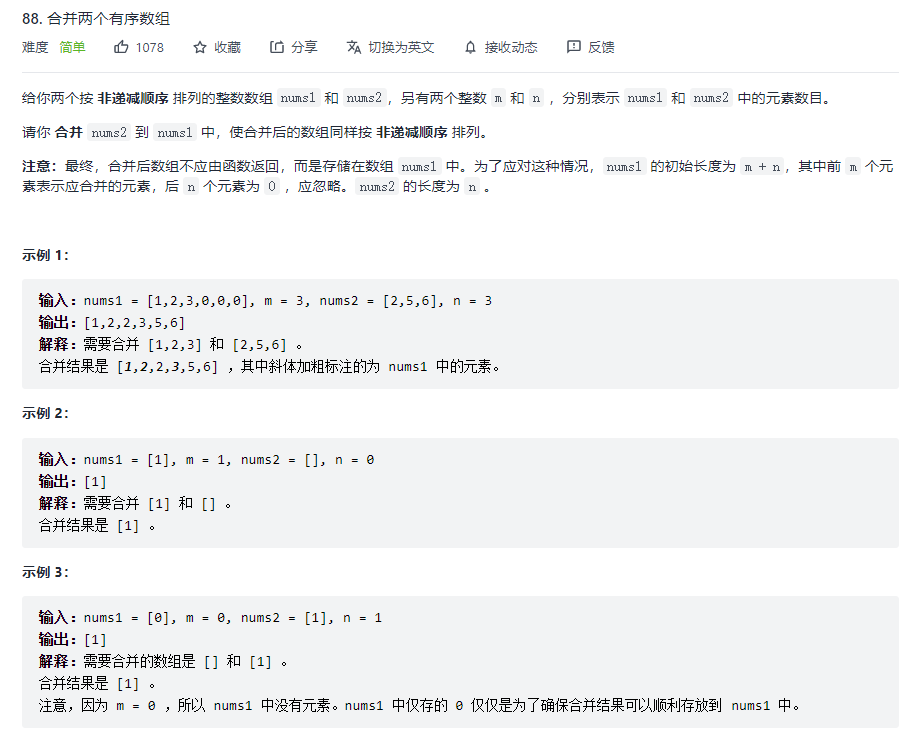 88. 合并两个有序数组
难度 简单 1078 收藏 分享 切换为英文 接收动态 反馈
给你两个按 非递减顺序 排列的整数数组 nums1 和 nums2 ，另有两个整数 m 和 n ，分别表示 nums1 和 nums2 中的元素数目。
请你 合并 nums2 到 nums1 中，使合并后的数组同样按 非递减顺序 排列。
注意：最终，合并后数组不应由函数返回，而是存储在数组 nums1 中。为了应对这种情况，nums1 的初始长度为 m + n ，其中前 m 个元
素表示应合并的元素，后 n 个元素为 0 ，应忽略。nums2 的长度为 n 。
示例 1：
输入：nums1 = [1,2,3,0,0,0], m = 3, nums2 = [2,5,6], n = 3
输出：[1,2,2,3,5,6]
解释：需要合并 [1,2,3] 和 [2,5,6] 。
合并结果是 [1,2,2,3,5,6] ，其中斜体加粗标注的为 nums1 中的元素。
示例 2：
输入：nums1 = [1], m = 1, nums2 = [], n = 0
输出：[1]
解释：需要合并 [1] 和 [] 。
合并结果是 [1] 。
示例 3：
输入：nums1 = [0], m = 0, nums2 = [1], n = 1
输出：[1]
解释：需要合并的数组是 [] 和 [1] 。
合并结果是 [1] 。
注意，因为 m = 0 ，所以 nums1 中没有元素。nums1 中仅存的 0 仅仅是为了确保合并结果可以顺利存放到 nums1 中。